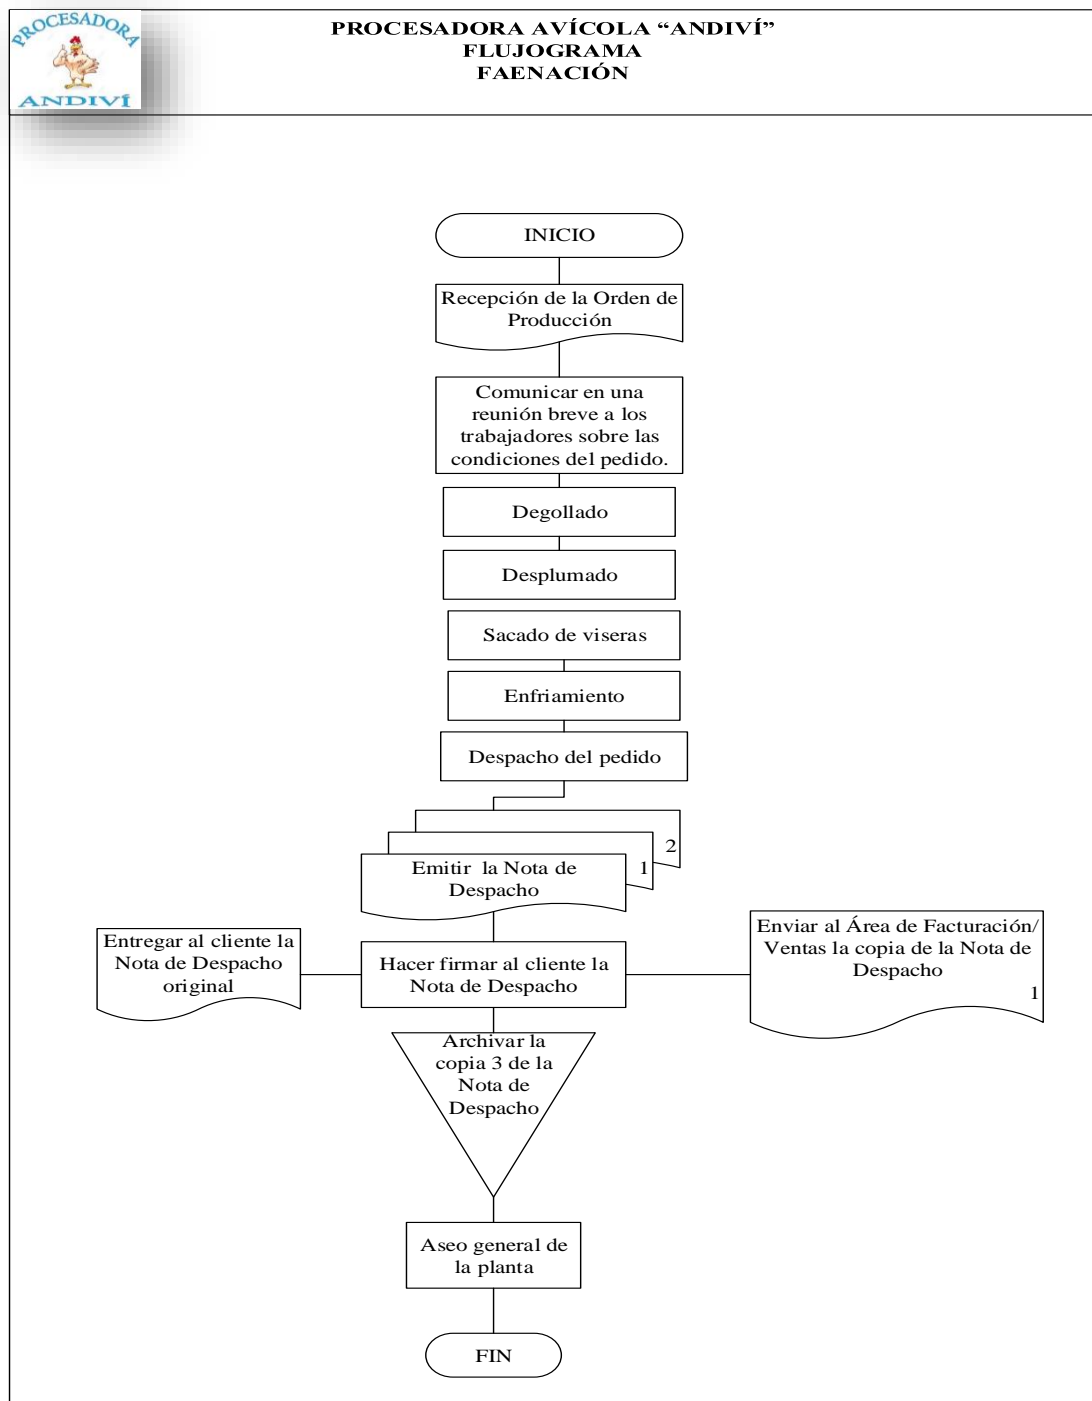 PROCESADORA
ANDIVÍ
PROCESADORA AVÍCOLA “ANDIVÍ”
FLUJOGRAMA
FAENACIÓN
INICIO
Recepción de la Orden de
Producción
Comunicar en una
reunión breve a los
trabajadores sobre las
condiciones del pedido.
Degollado
Desplumado
Sacado de viseras
Enfriamiento
Despacho del pedido
2
1
Emitir la Nota de
Despacho
Entregar al cliente la
Nota de Despacho
original
Hacer firmar al cliente la
Nota de Despacho
Enviar al Área de Facturación/
Ventas la copia de la Nota de
Despacho
1
Archivar la
copia 3 de la
Nota de
Despacho
Aseo general de
la planta
FIN